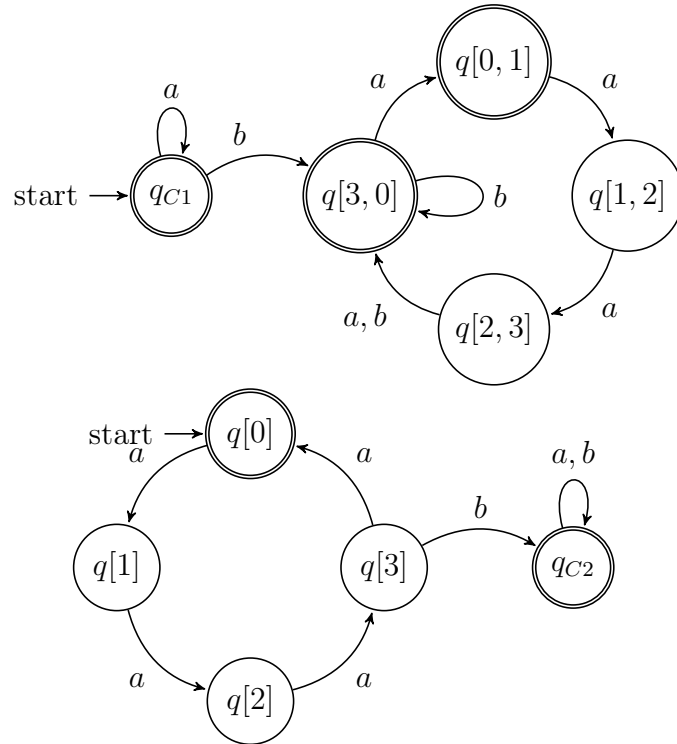 a
q[0, 1]
a
a
b
start
q_{C1}
q[3, 0]
b
q[1, 2]
a, b
q[2, 3]
a
start
q[0]
a
a
a, b
b
q[1]
q[3]
q_{C2}
a
q[2]
a